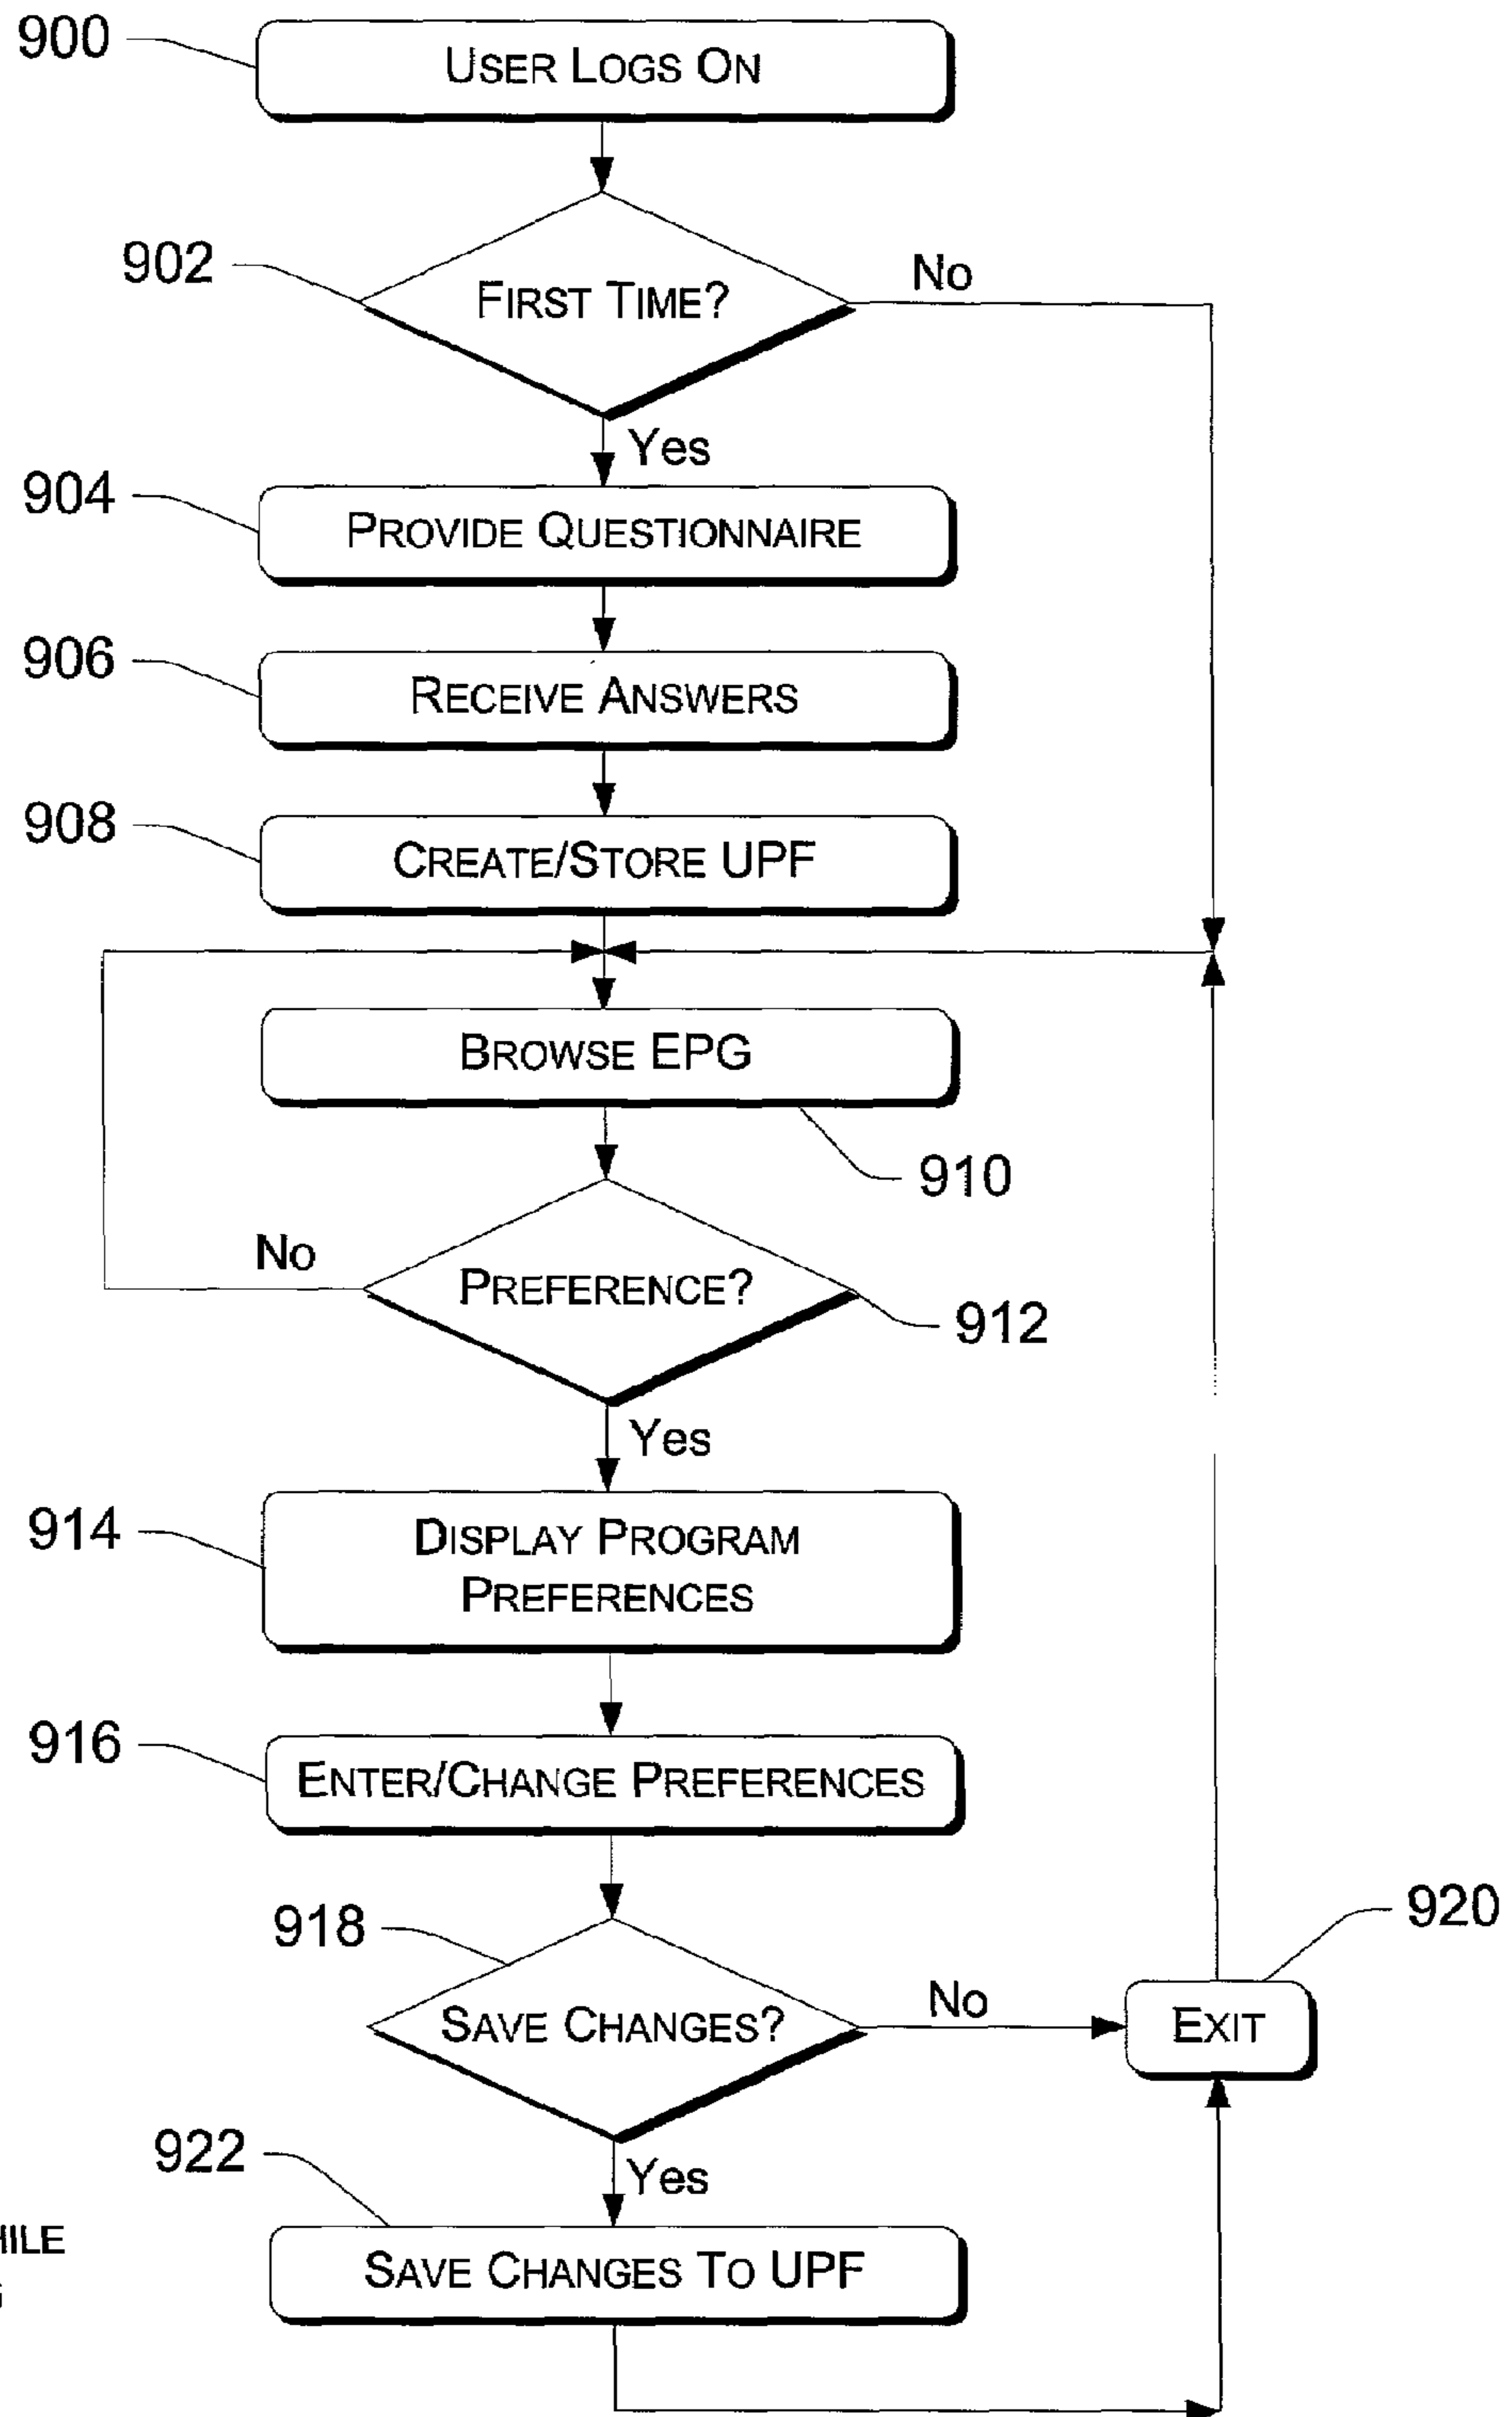 900
USER LOGS ON
902
FIRST TIME?
No
Yes
904
PROVIDE QUESTIONNAIRE
906
RECEIVE ANSWERS
908
CREATE/STORE UPF
BROWSE EPG
910
No
PREFERENCE?
912
Yes
914
DISPLAY PROGRAM
PREFERENCES
916
ENTER/CHANGE PREFERENCES
918
SAVE CHANGES?
No
920
EXIT
922
Yes
SAVE CHANGES TO UPF